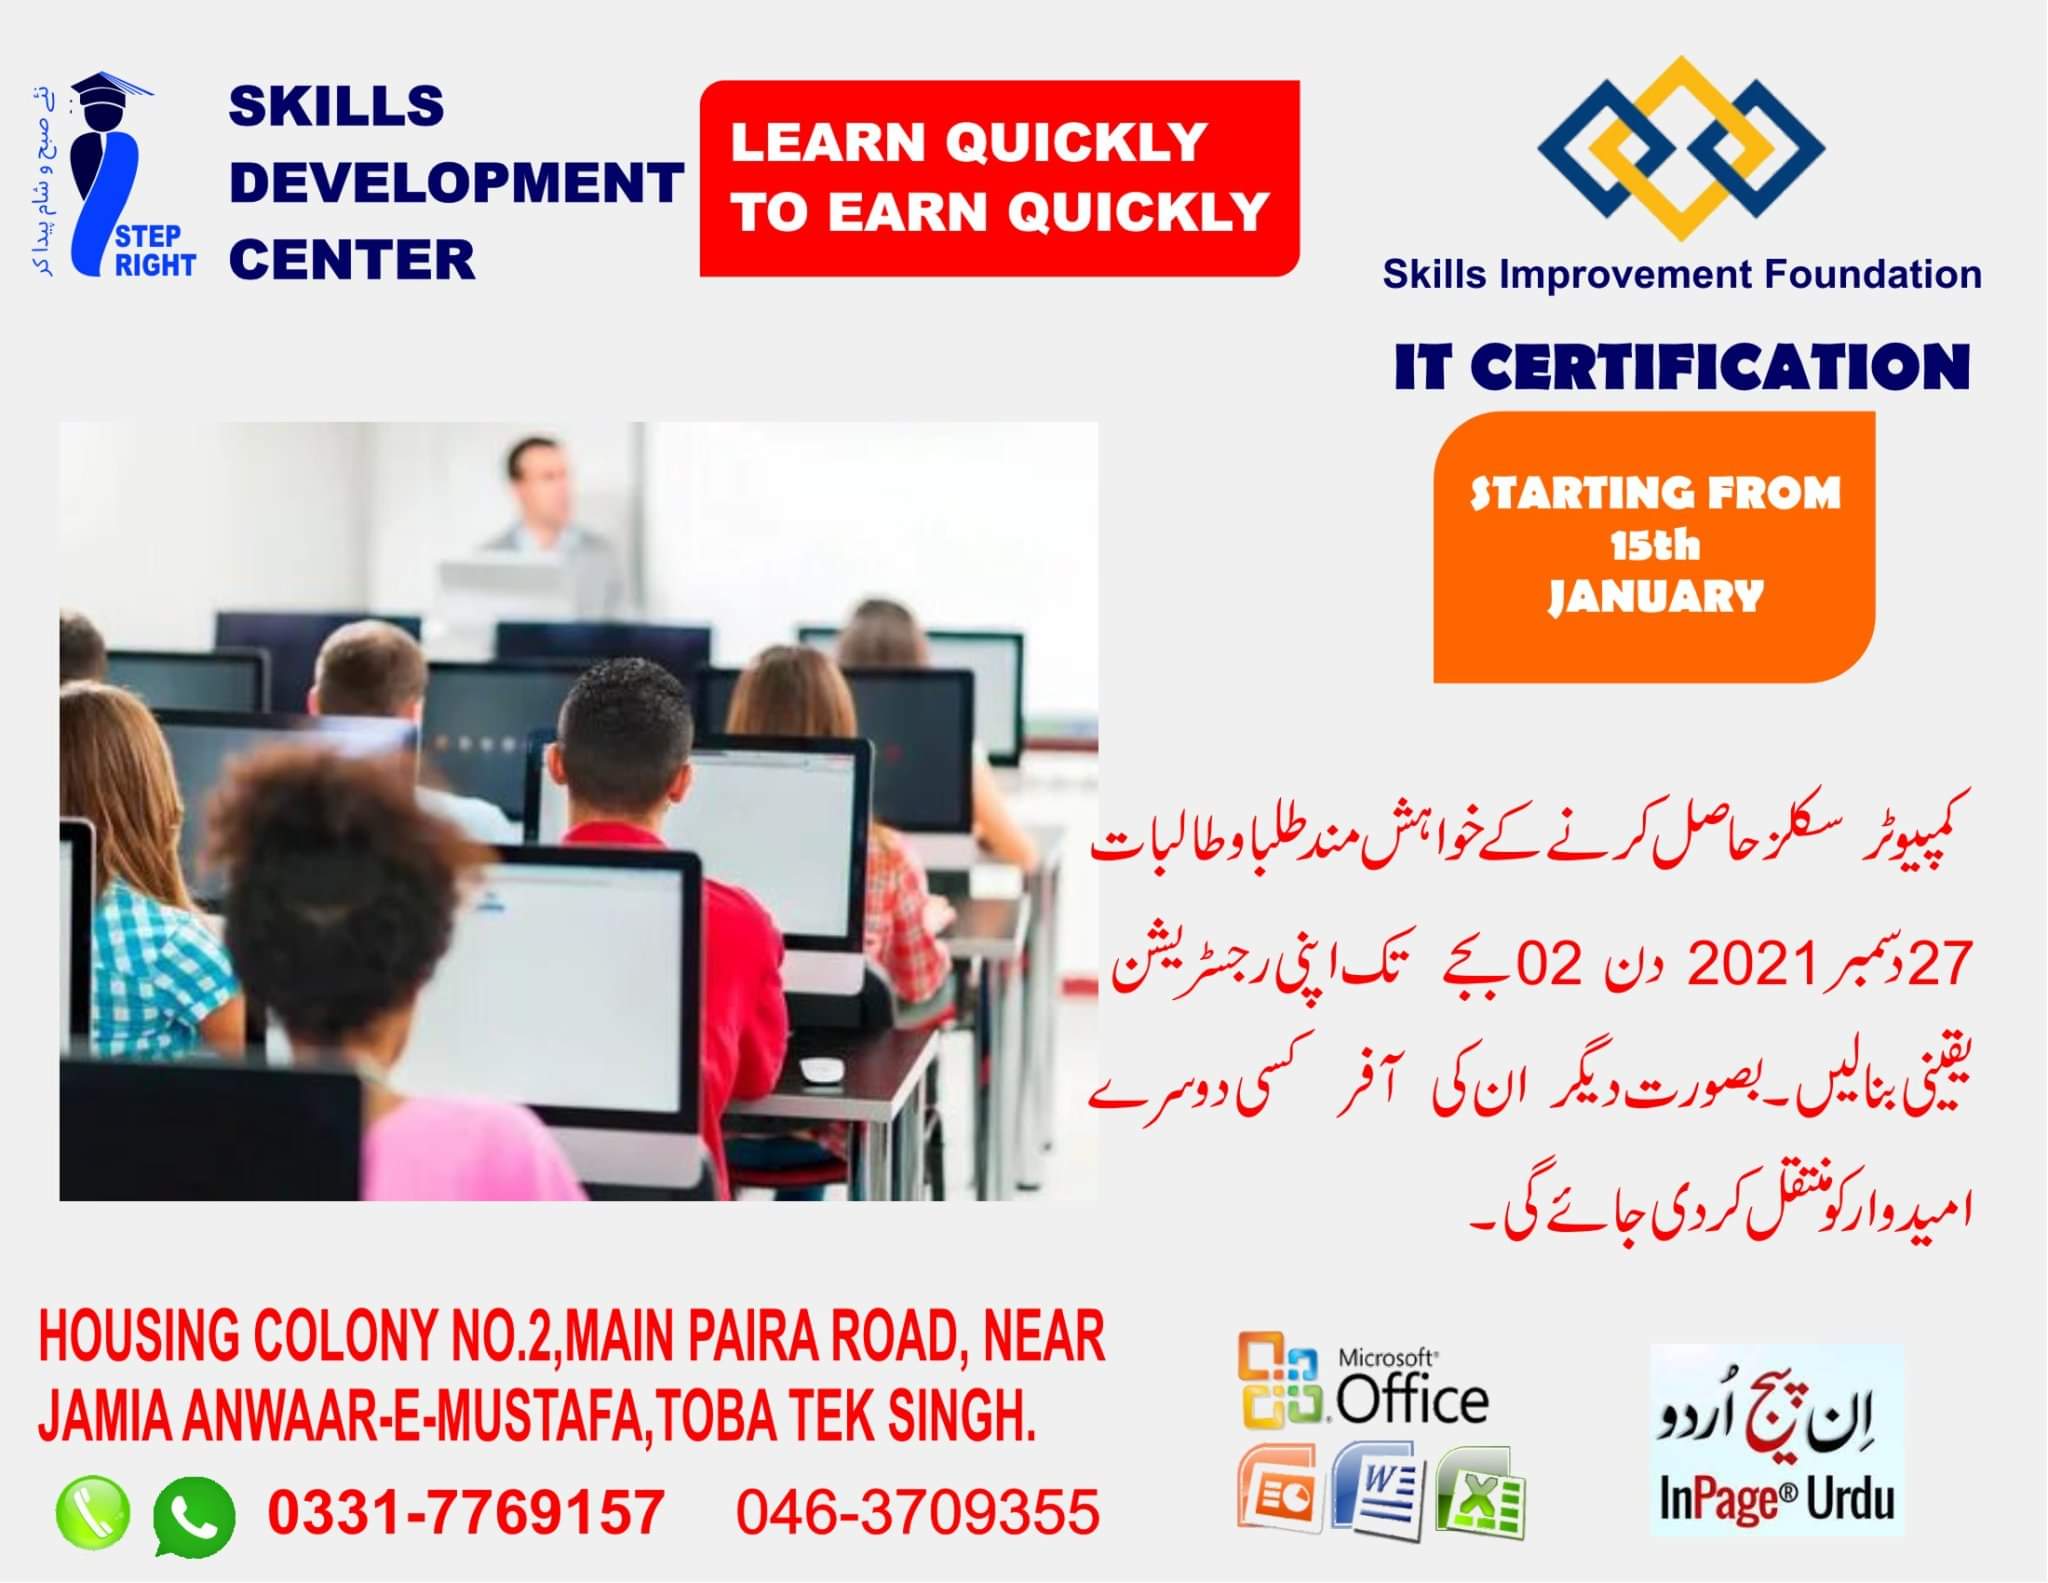 نئے صبح و شام پیدا کر
STEP
RIGHT
SKILLS
DEVELOPMENT
CENTER
LEARN QUICKLY
TO EARN QUICKLY
Skills Improvement Foundation
IT CERTIFICATION
STARTING FROM
15th
JANUARY
کمپیوٹر سکلز حاصل کرنے کے خواہش مند طلبا و طالبات
27 دسمبر 2021 دن 02 بجے تک اپنی رجسٹریشن
یقینی بنالیں۔ بصورت دیگر ان کی آفر کسی دوسرے
امیدوار کو منتقل کردی جائے گی۔
HOUSING COLONY NO.2,MAIN PAIRA ROAD, NEAR
JAMIA ANWAAR-E-MUSTAFA,TOBA TEK SINGH.
0331-7769157 046-3709355
Microsoft®
Office
W
X
اِن پیج اُردو
InPage® Urdu